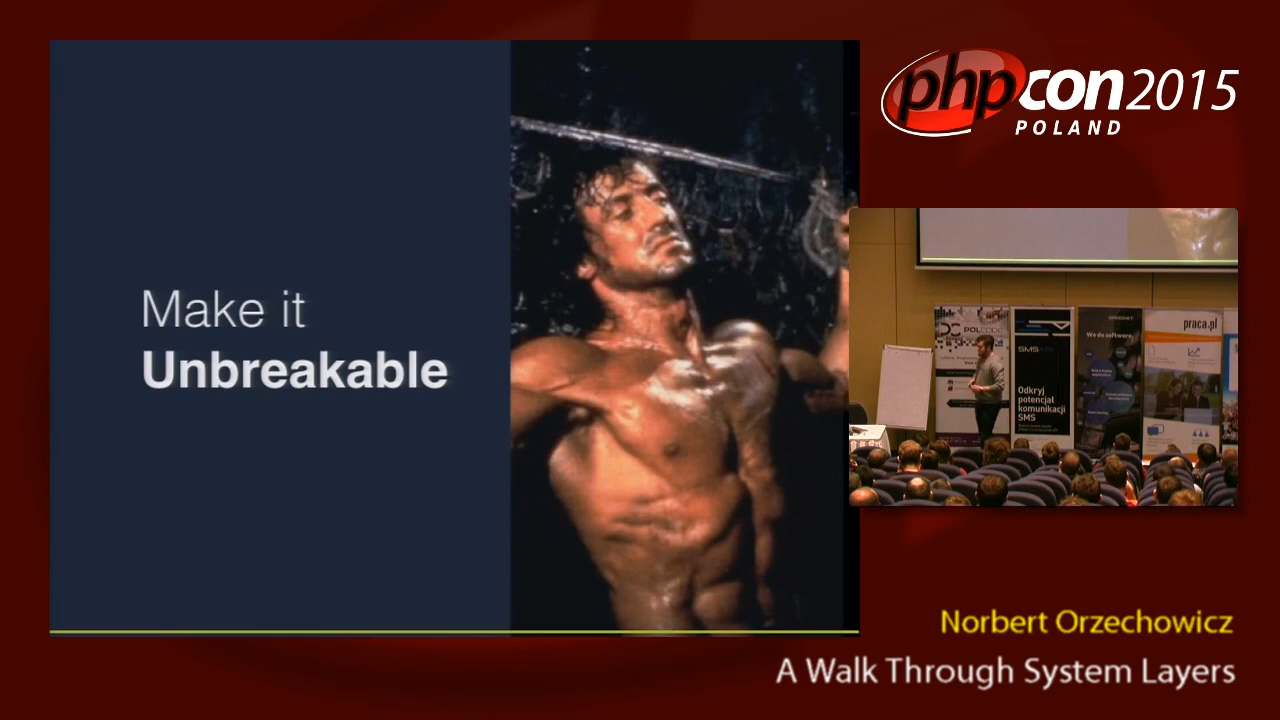 Make it
Unbreakable
phpcon2015
POLAND
praca.pl
We do software.
SMSAPI
Odkryj
potencjał
komunikacji
SMS
Norbert Orzechowicz
A Walk Through System Layers